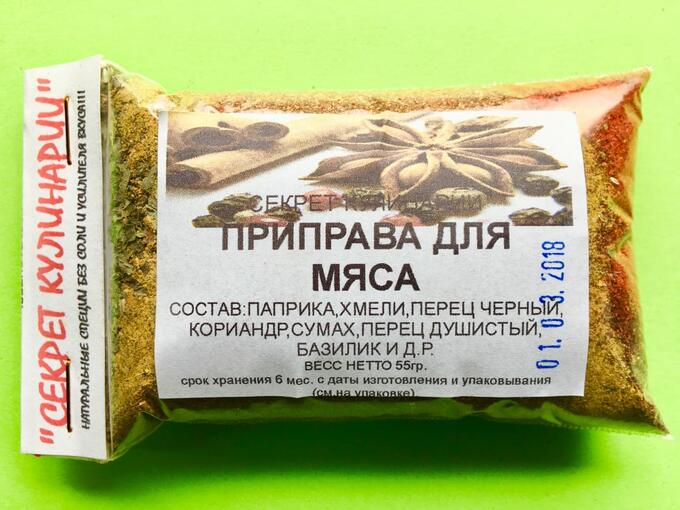 "СЕКРЕТ КУЛИНАРИИ"
НАТУРАЛЬНЫЕ СПЕЦИИ БЕЗ СОЛИ И УСИЛИТЕЛЯ ВКУСА!!!
СЕКРЕТ КУЛИНАРИИ
ПРИПРАВА ДЛЯ
МЯСА
СОСТАВ:ПАПРИКА,ХМЕЛИ,ПЕРЕЦ ЧЕРНЫЙ,
КОРИАНДР,СУМАХ,ПЕРЕЦ ДУШИСТЫЙ,
БАЗИЛИК И Д.Р.
ВЕСС НЕТТО 55гр.
срок хранения 6 мес. с даты изготовления и упаковывания
(см.на упаковке)
01.03.2018